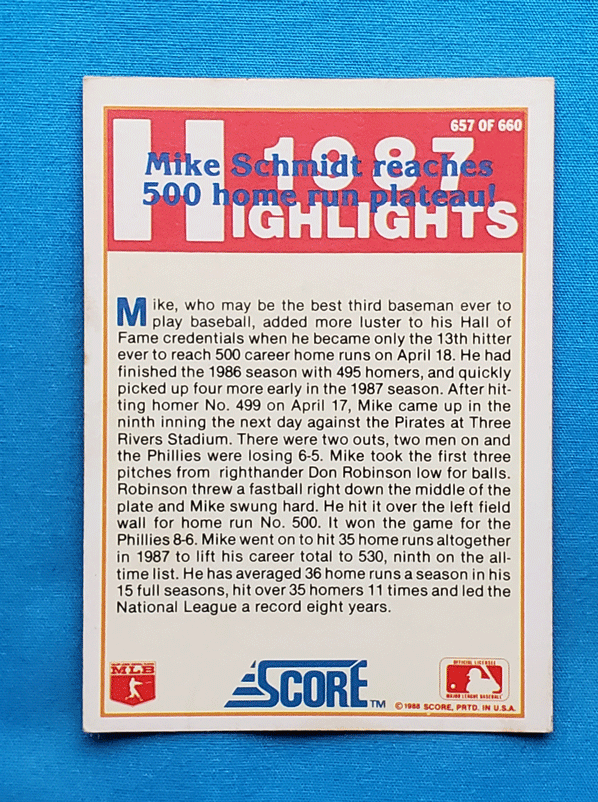 657 OF 660
1987
HIGHLIGHTS
Mike Schmidt reaches
500 home run plateau!
Mike, who may be the best third baseman ever to
play baseball, added more luster to his Hall of
Fame credentials when he became only the 13th hitter
ever to reach 500 career home runs on April 18. He had
finished the 1986 season with 495 homers, and quickly
picked up four more early in the 1987 season. After hit-
ting homer No. 499 on April 17, Mike came up in the
ninth inning the next day against the Pirates at Three
Rivers Stadium. There were two outs, two men on and
the Phillies were losing 6-5. Mike took the first three
pitches from righthander Don Robinson low for balls.
Robinson threw a fastball right down the middle of the
plate and Mike swung hard. He hit it over the left field
wall for home run No. 500. It won the game for the
Phillies 8-6. Mike went on to hit 35 home runs altogether
in 1987 to lift his career total to 530, ninth on the all-
time list. He has averaged 36 home runs a season in his
15 full seasons, hit over 35 homers 11 times and led the
National League a record eight years.
MLB
SCORE™
OFFICIAL LICENSEE
MAJOR LEAGUE BASEBALL
©1988 SCORE, PRTD. IN U.S.A.